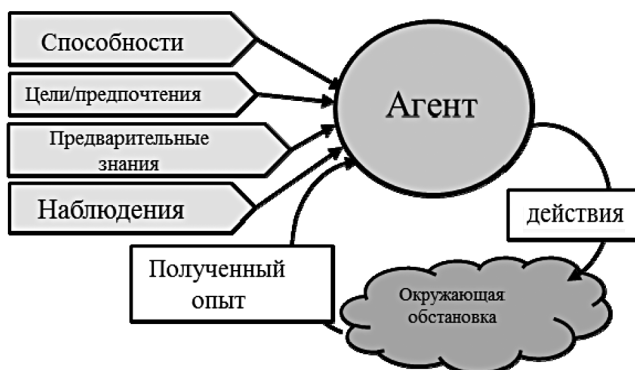 Способности
Цели/предпочтения
Предварительные
знания
Наблюдения
Агент
действия
Полученный
опыт
Окружающая
обстановка